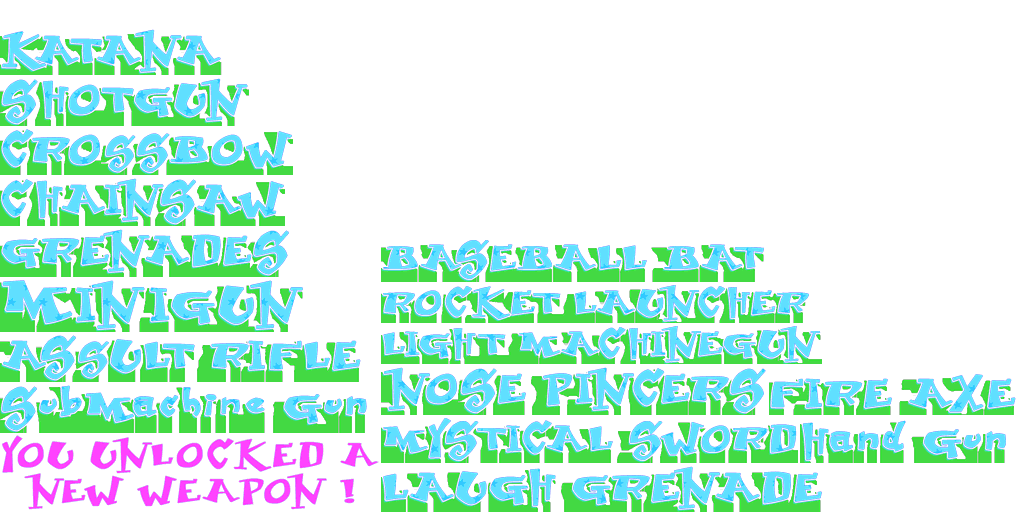 KATANA
SHOTGUN
CROSSBOW
CHAINSAW
GRENADES
MINIGUN
ASSULT RIFLE
SubMachine Gun
YOU UNLOCKED A
NEW WEAPON !
BASEBALL BAT
ROCKET LAUNCHER
LIGHT MACHINEGUN
NOSE PINCERS
FIRE AXE
MYSTICAL SWORD
Hand Gun
LAUGH GRENADE